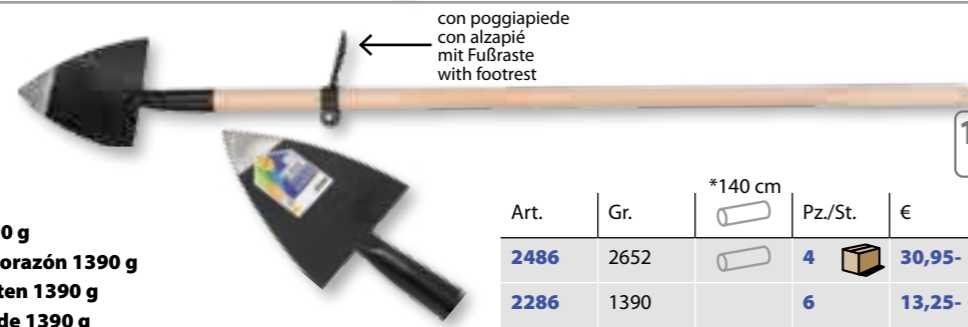 con poggiapiede
con alzapié
mit Fußraste
with footrest
0 g
orazón 1390 g
ten 1390 g
de 1390 g
*140 cm
Art. Gr. Pz./St. €
2486 2652 4 30,95-
2286 1390 6 13,25-